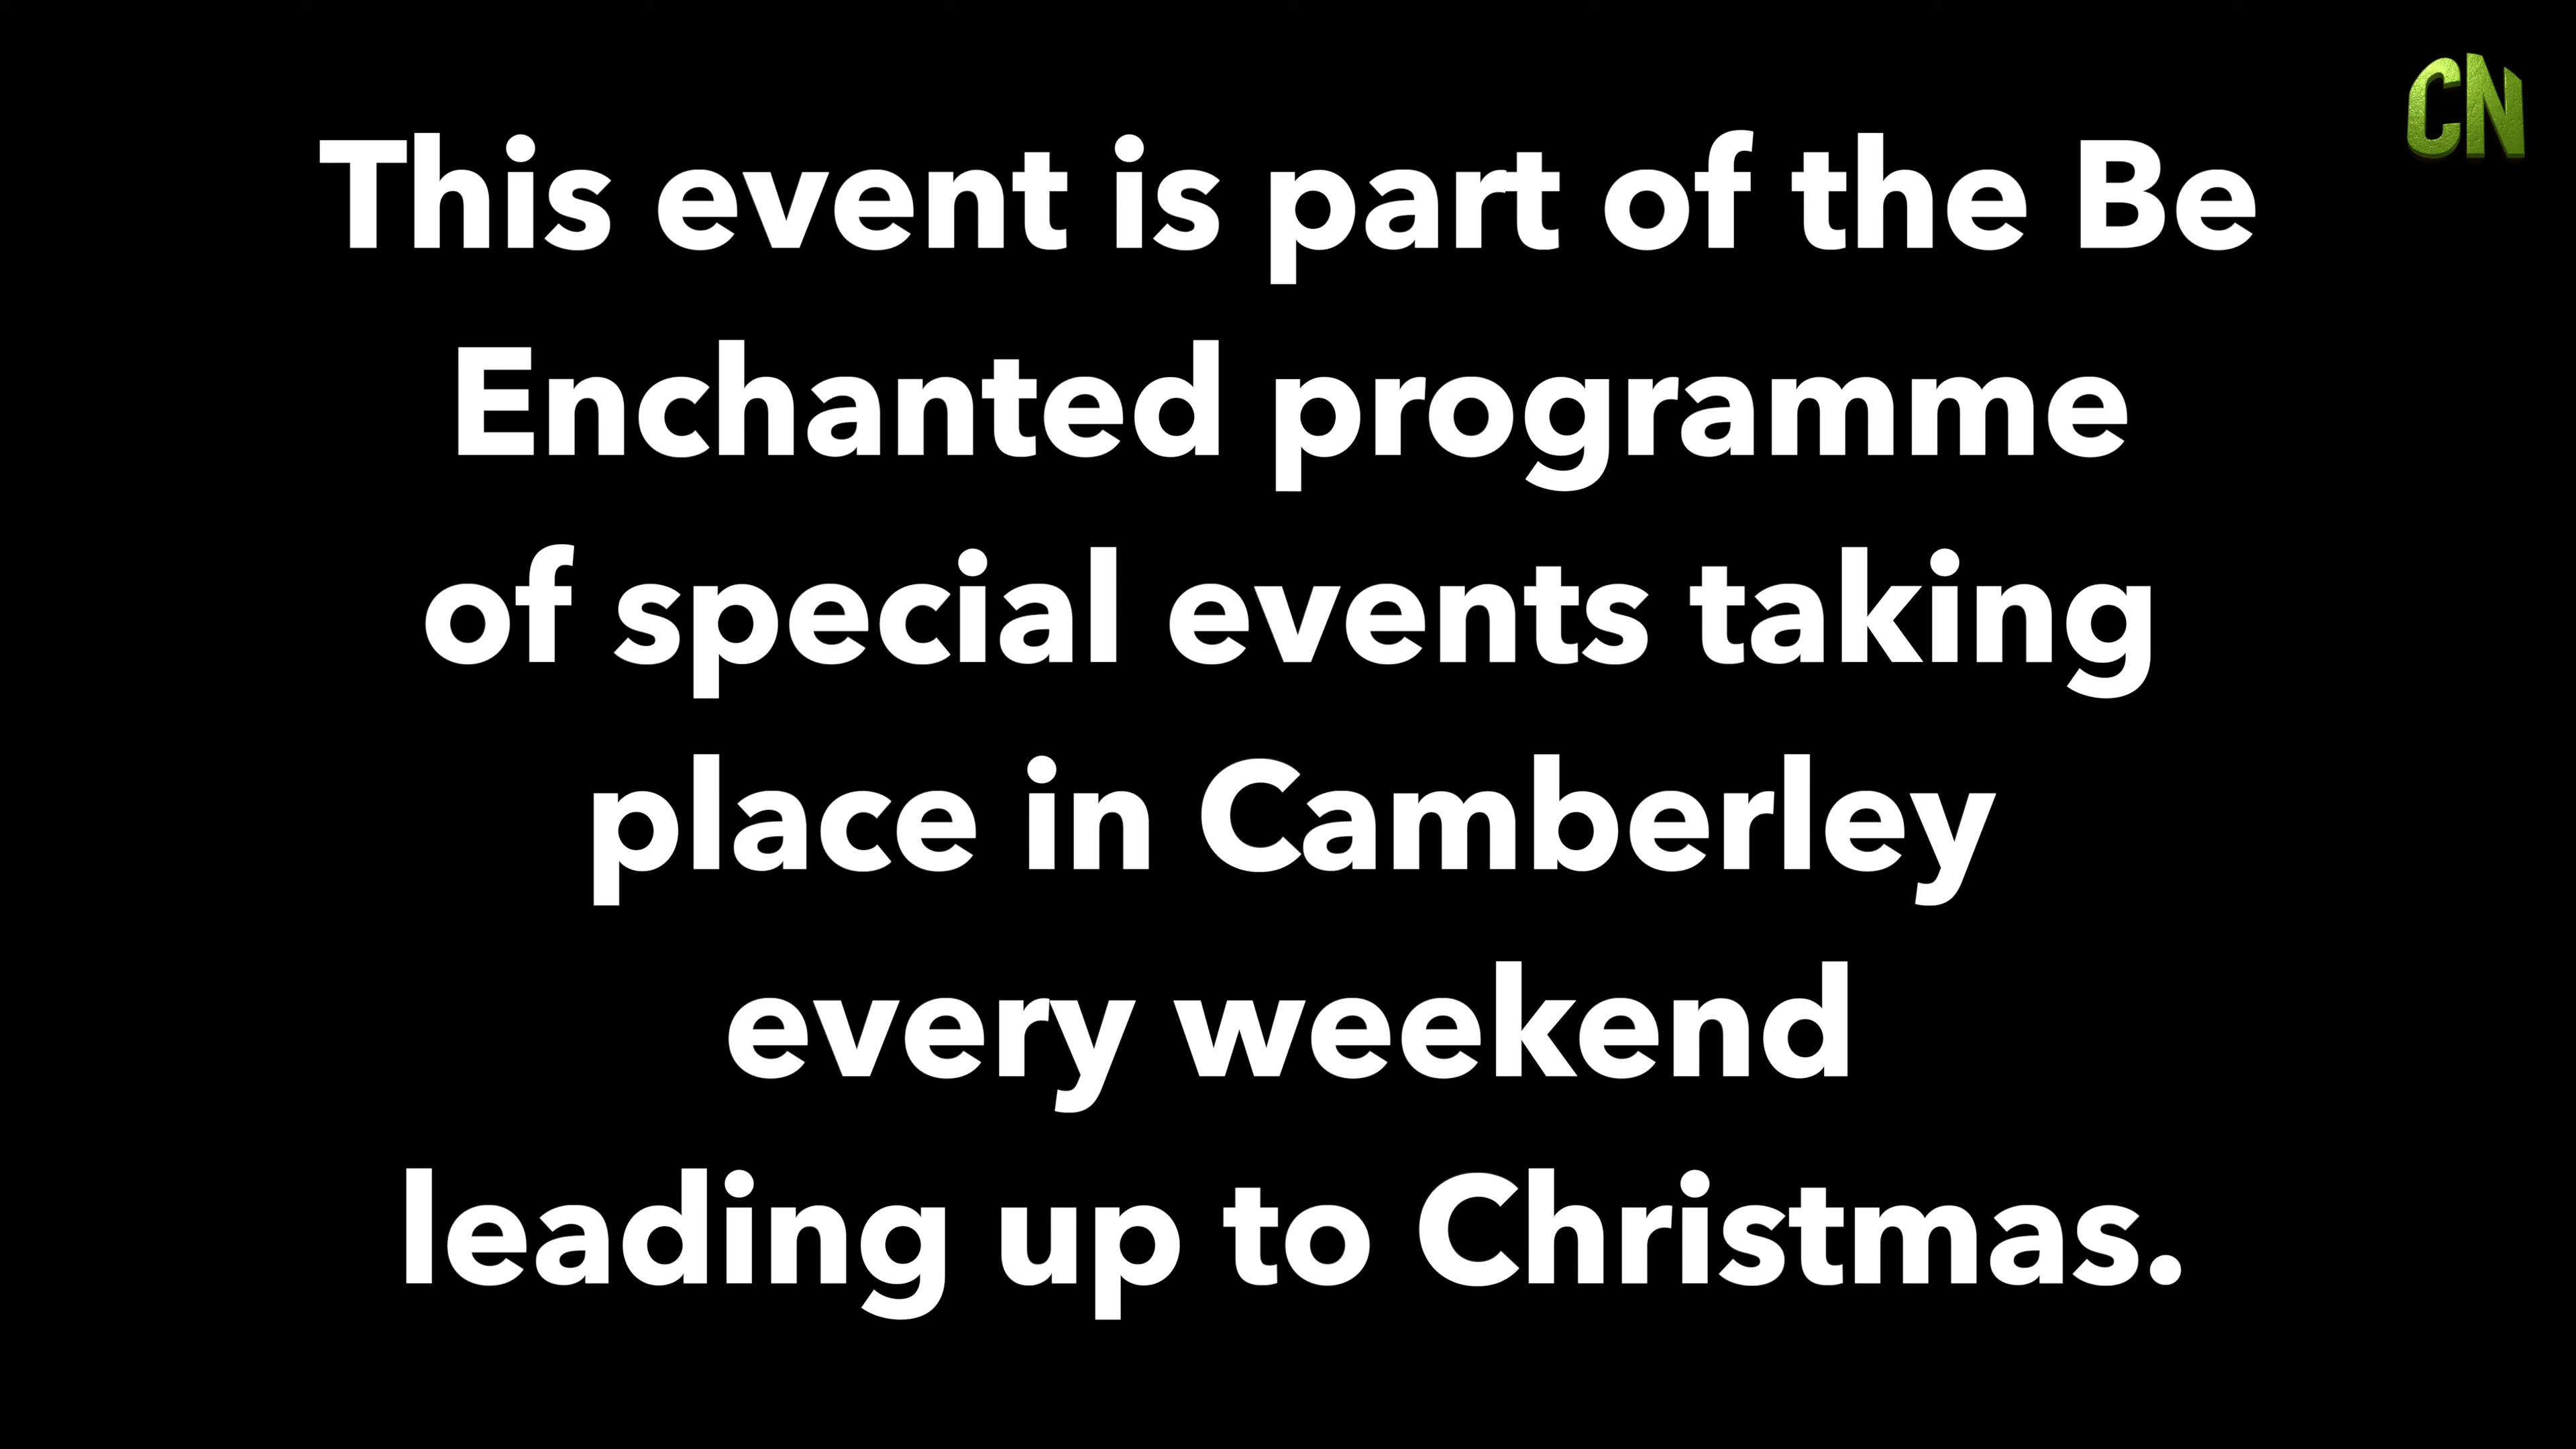 CN
This event is part of the Be
Enchanted programme
of special events taking
place in Camberley
every weekend
leading up to Christmas.